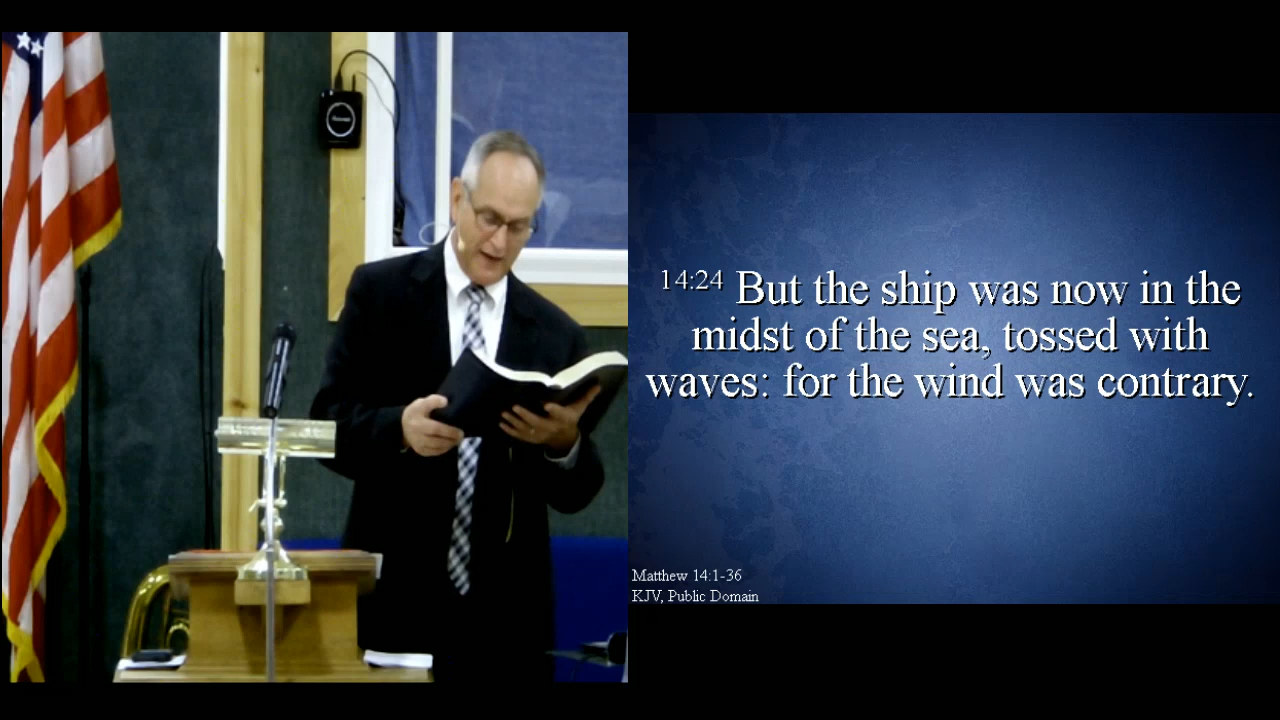 14:24 But the ship was now in the
midst of the sea, tossed with
waves: for the wind was contrary.
Matthew 14:1-36
KJV, Public Domain